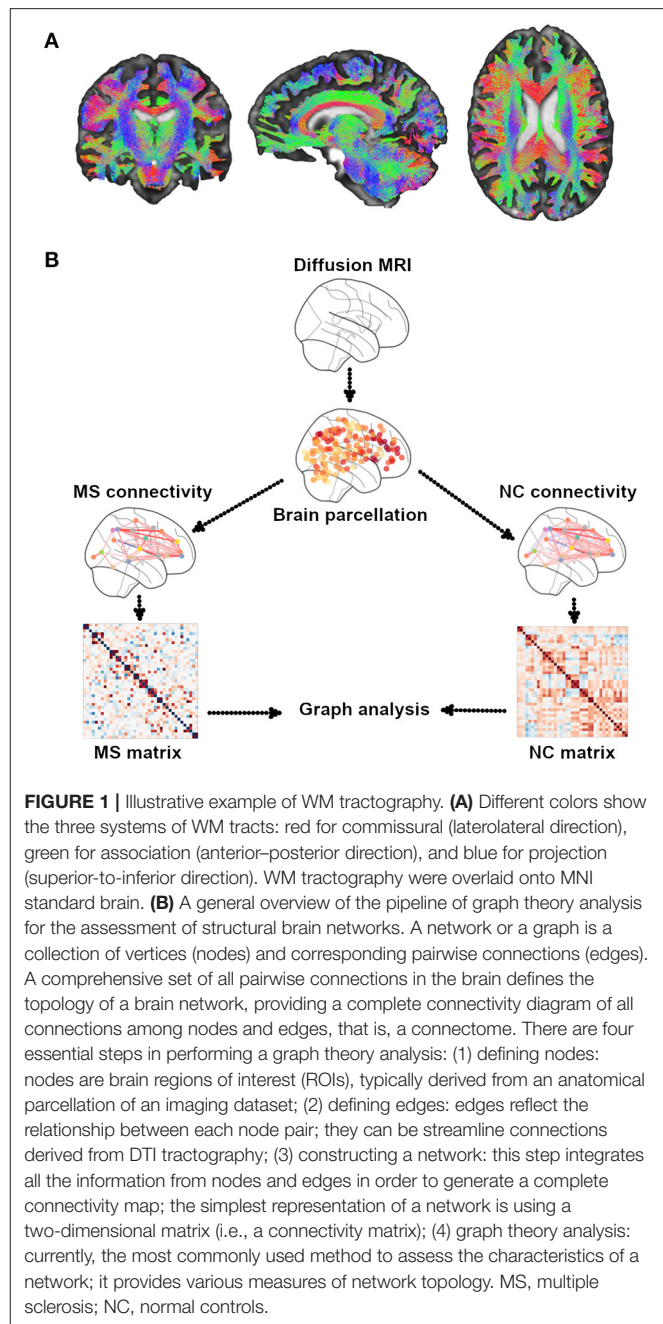 A
B
Diffusion MRI
Brain parcellation
MS connectivity
NC connectivity
MS matrix
Graph analysis
NC matrix
FIGURE 1 | Illustrative example of WM tractography. (A) Different colors show
the three systems of WM tracts: red for commissural (laterolateral direction),
green for association (anterior–posterior direction), and blue for projection
(superior-to-inferior direction). WM tractography were overlaid onto MNI
standard brain. (B) A general overview of the pipeline of graph theory analysis
for the assessment of structural brain networks. A network or a graph is a
collection of vertices (nodes) and corresponding pairwise connections (edges).
A comprehensive set of all pairwise connections in the brain defines the
topology of a brain network, providing a complete connectivity diagram of all
connections among nodes and edges, that is, a connectome. There are four
essential steps in performing a graph theory analysis: (1) defining nodes:
nodes are brain regions of interest (ROIs), typically derived from an anatomical
parcellation of an imaging dataset; (2) defining edges: edges reflect the
relationship between each node pair; they can be streamline connections
derived from DTI tractography; (3) constructing a network: this step integrates
all the information from nodes and edges in order to generate a complete
connectivity map; the simplest representation of a network is using a
two-dimensional matrix (i.e., a connectivity matrix); (4) graph theory analysis:
currently, the most commonly used method to assess the characteristics of a
network; it provides various measures of network topology. MS, multiple
sclerosis; NC, normal controls.